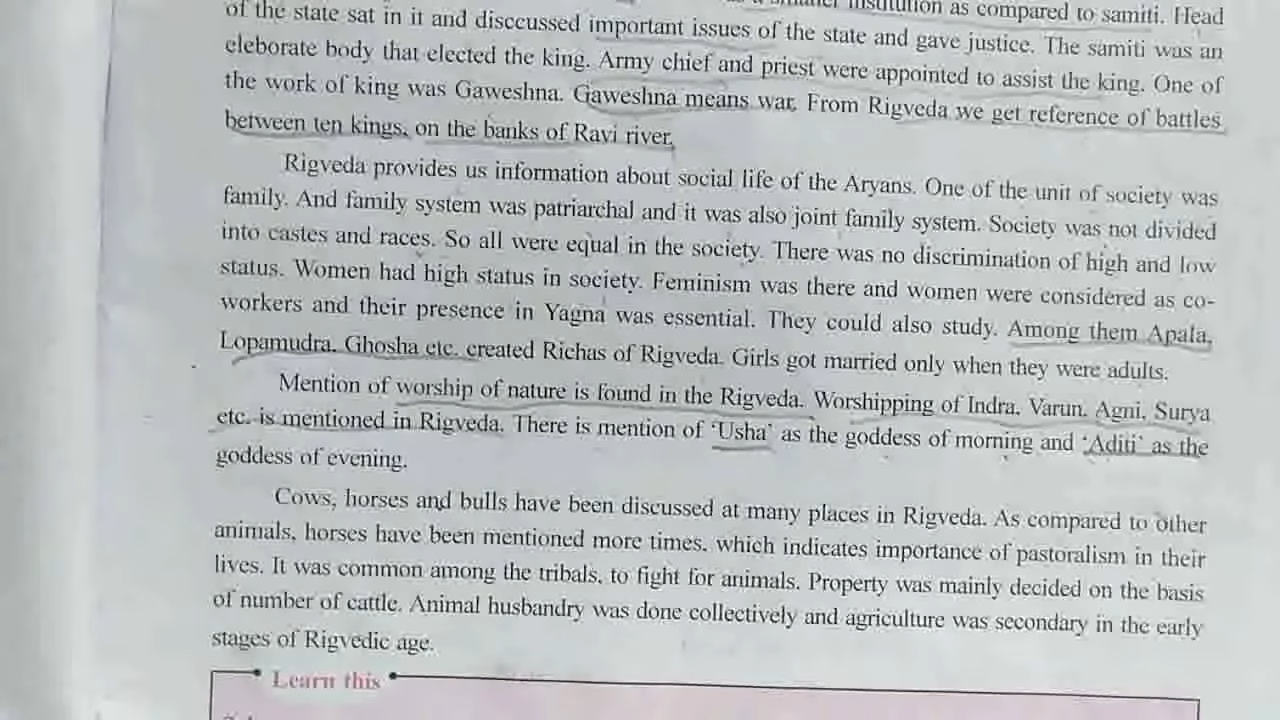 smaller institution as compared to samiti. Head
of the state sat in it and disccussed important issues of the state and gave justice. The samiti was an
eleborate body that elected the king. Army chief and priest were appointed to assist the king. One of
the work of king was Gaweshna. Gaweshna means war. From Rigveda we get reference of battles
between ten kings, on the banks of Ravi river.
Rigveda provides us information about social life of the Aryans. One of the unit of society was
family. And family system was patriarchal and it was also joint family system. Society was not divided
into castes and races. So all were equal in the society. There was no discrimination of high and low
status. Women had high status in society. Feminism was there and women were considered as co-
workers and their presence in Yagna was essential. They could also study. Among them Apala,
Lopamudra, Ghosha etc. created Richas of Rigveda. Girls got married only when they were adults.
Mention of worship of nature is found in the Rigveda. Worshipping of Indra, Varun, Agni, Surya
etc. is mentioned in Rigveda. There is mention of ‘Usha’ as the goddess of morning and ‘Aditi’ as the
goddess of evening.
Cows, horses and bulls have been discussed at many places in Rigveda. As compared to other
animals, horses have been mentioned more times, which indicates importance of pastoralism in their
lives. It was common among the tribals, to fight for animals. Property was mainly decided on the basis
of number of cattle. Animal husbandry was done collectively and agriculture was secondary in the early
stages of Rigvedic age.
Learn this